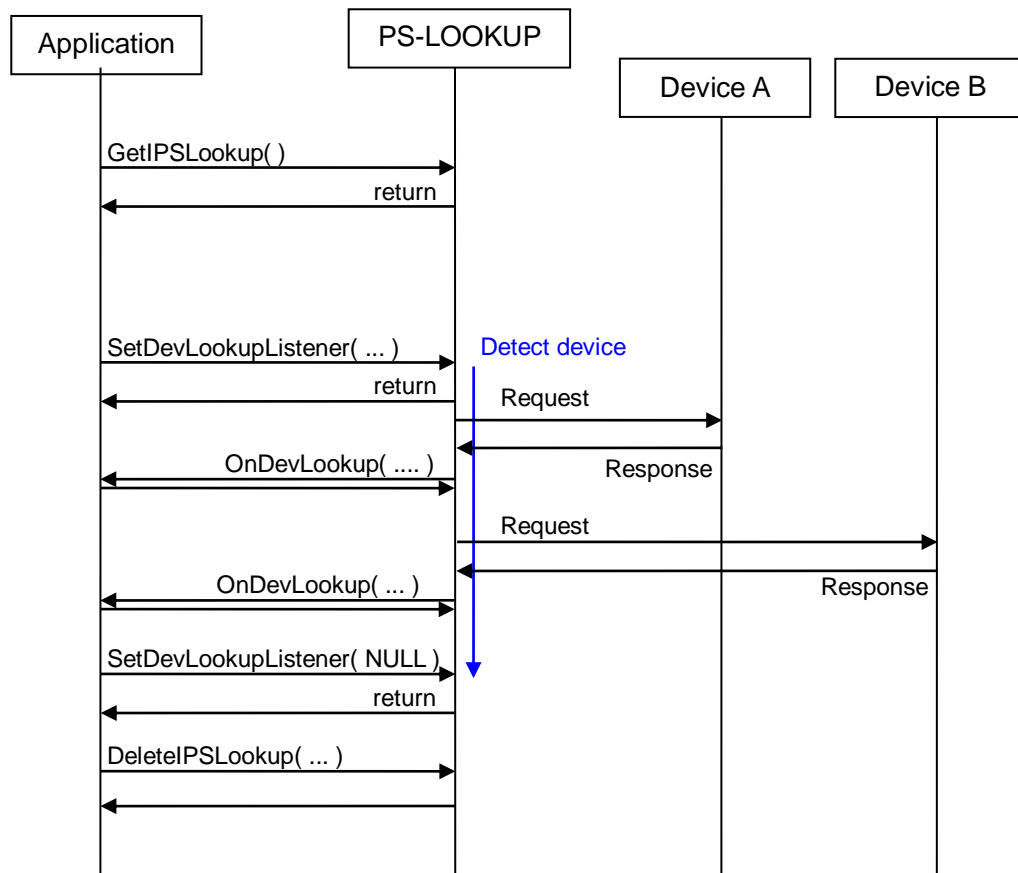 Application
PS-LOOKUP
Device A
Device B
GetIPSLookup( )
return
SetDevLookupListener( ... )
Detect device
return
Request
OnDevLookup( .... )
Response
Request
OnDevLookup( ... )
Response
SetDevLookupListener( NULL )
return
DeleteIPSLookup( ... )